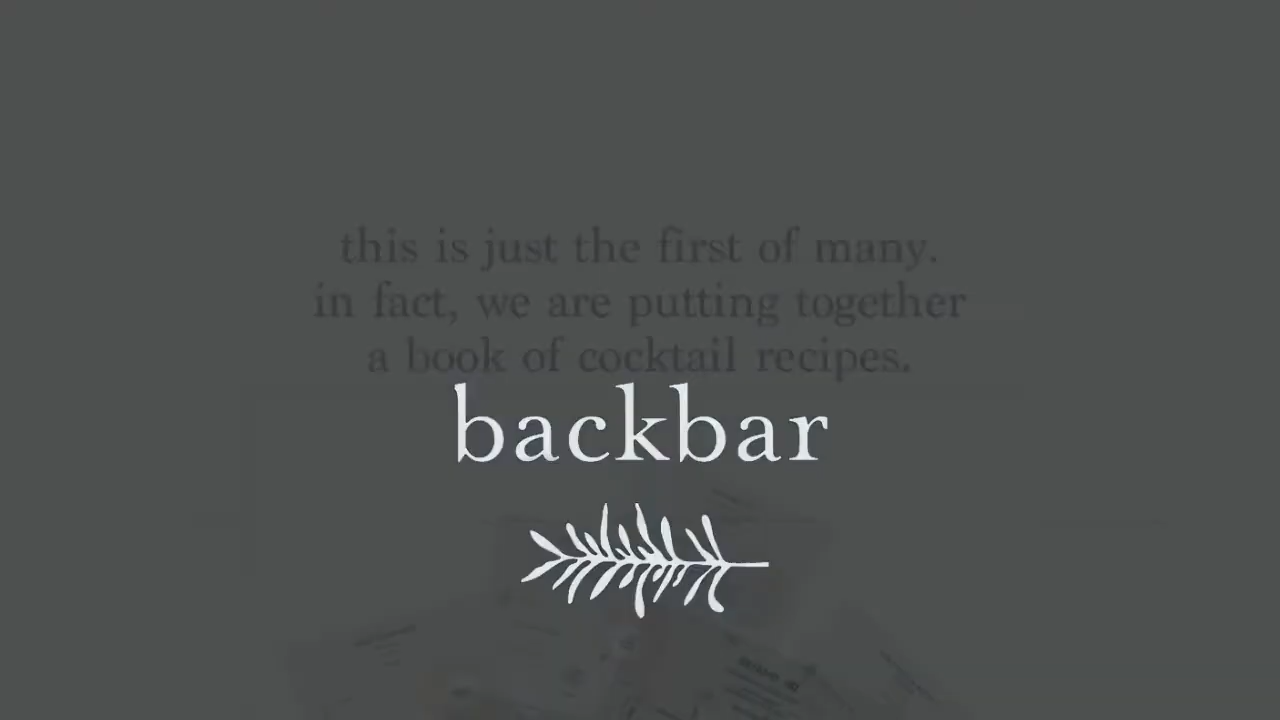 this is just the first of many.
in fact, we are putting together
a book of cocktail recipes.
backbar